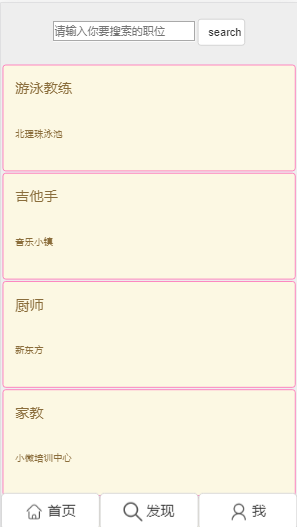 请输入你要搜索的职位 search
游泳教练
北理珠泳池
吉他手
音乐小镇
厨师
新东方
家教
小微培训中心
首页 发现 我